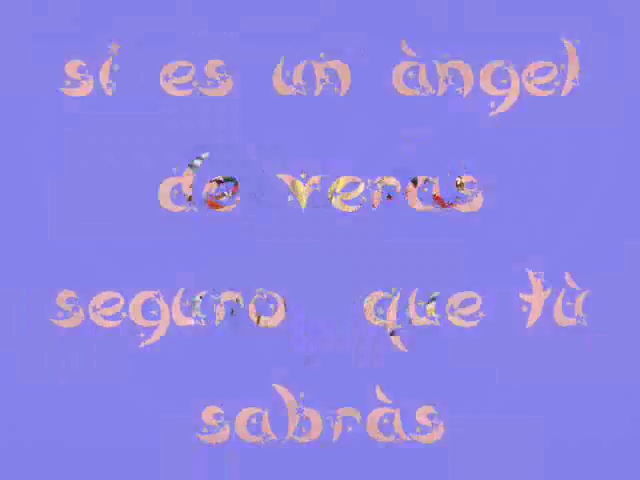 si es un àngel
de veras
seguro que tù
sabràs